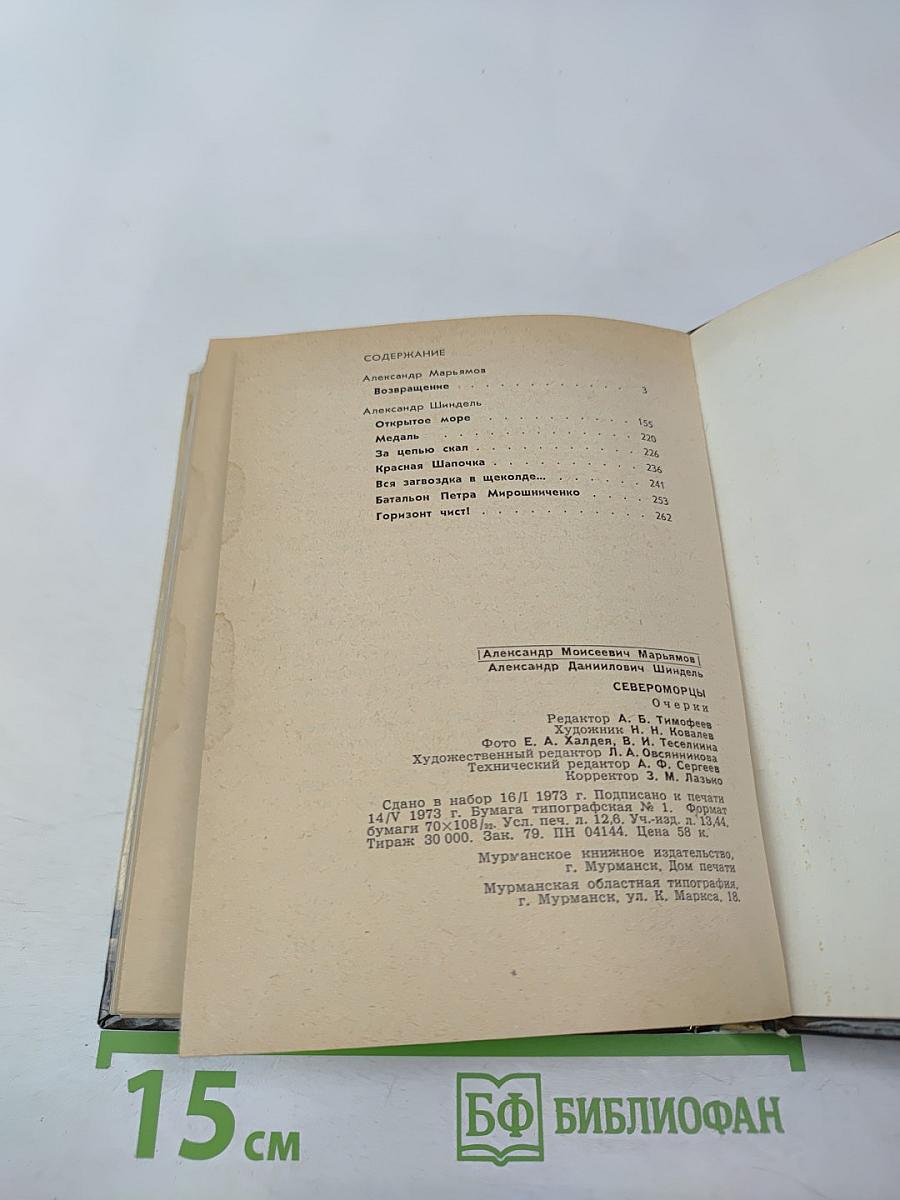 СОДЕРЖАНИЕ
Александр Марьямов
Возвращение . . . . . . . . . . . . 3
Александр Шиндель
Открытое море . . . . . . . . . . 155
Медаль . . . . . . . . . . . . . 220
За цепью скал . . . . . . . . . . . 226
Красная Шапочка . . . . . . . . . . 236
Вся загвоздка в щеколде... . . . . . . . 241
Батальон Петра Мирошниченко . . . . 253
Горизонт чист! . . . . . . . . . . . 262
Александр Моисеевич Марьямов
Александр Даниилович Шиндель
СЕВЕРОМОРЦЫ
Очерки
Редактор А. Б. Тимофеев
Художник Н. Н. Ковалев
Фото Е. А. Халдея, В. И. Теселкина
Художественный редактор Л. А. Овсянникова
Технический редактор А. Ф. Сергеев
Корректор З. М. Лазько
Сдано в набор 16/I 1973 г. Подписано к печати
14/V 1973 г. Бумага типографская № 1. Формат
бумаги 70×108/32. Усл. печ. л. 12,6. Уч.-изд. л. 13,44.
Тираж 30 000. Зак. 79. ПН 04144. Цена 58 к.
Мурманское книжное издательство,
г. Мурманск, Дом печати
Мурманская областная типография,
г. Мурманск, ул. К. Маркса, 18.
15 см
БФ БИБЛИОФАН